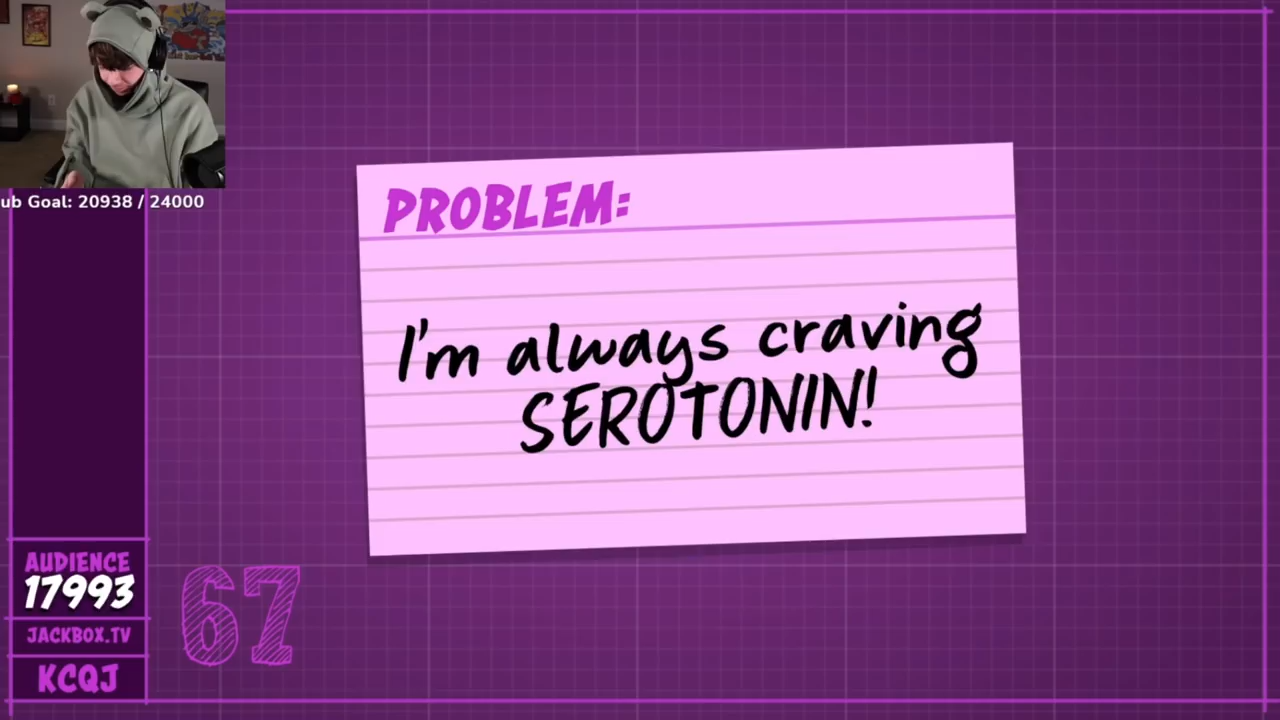 ub Goal: 20938 / 24000
PROBLEM:
I'm always craving
SEROTONIN!
AUDIENCE
17993
JACKBOX.TV
KCQJ
67